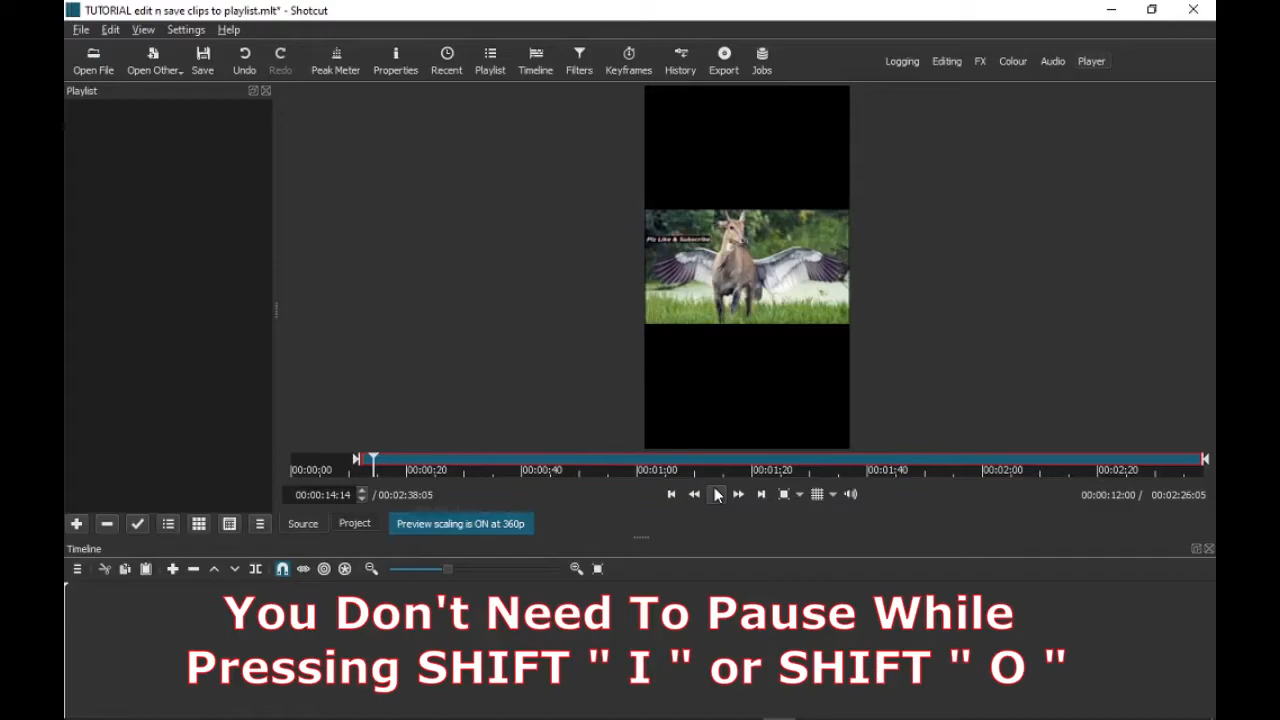 TUTORIAL edit n save clips to playlist.mlt* - Shotcut
File Edit View Settings Help
Open File Open Other Save Undo Redo Peak Meter Properties Recent Playlist Timeline Filters Keyframes History Export Jobs Logging Editing FX Colour Audio Player
Playlist
Plz Like & Subscribe
00:00:00 00:00:20 00:00:40 00:01:00 00:01:20 00:01:40 00:02:00 00:02:20
00:00:14:14 / 00:02:38:05 00:00:12:00 / 00:02:26:05
Source Project Preview scaling is ON at 360p
Timeline
You Don't Need To Pause While
Pressing SHIFT " I " or SHIFT " O "